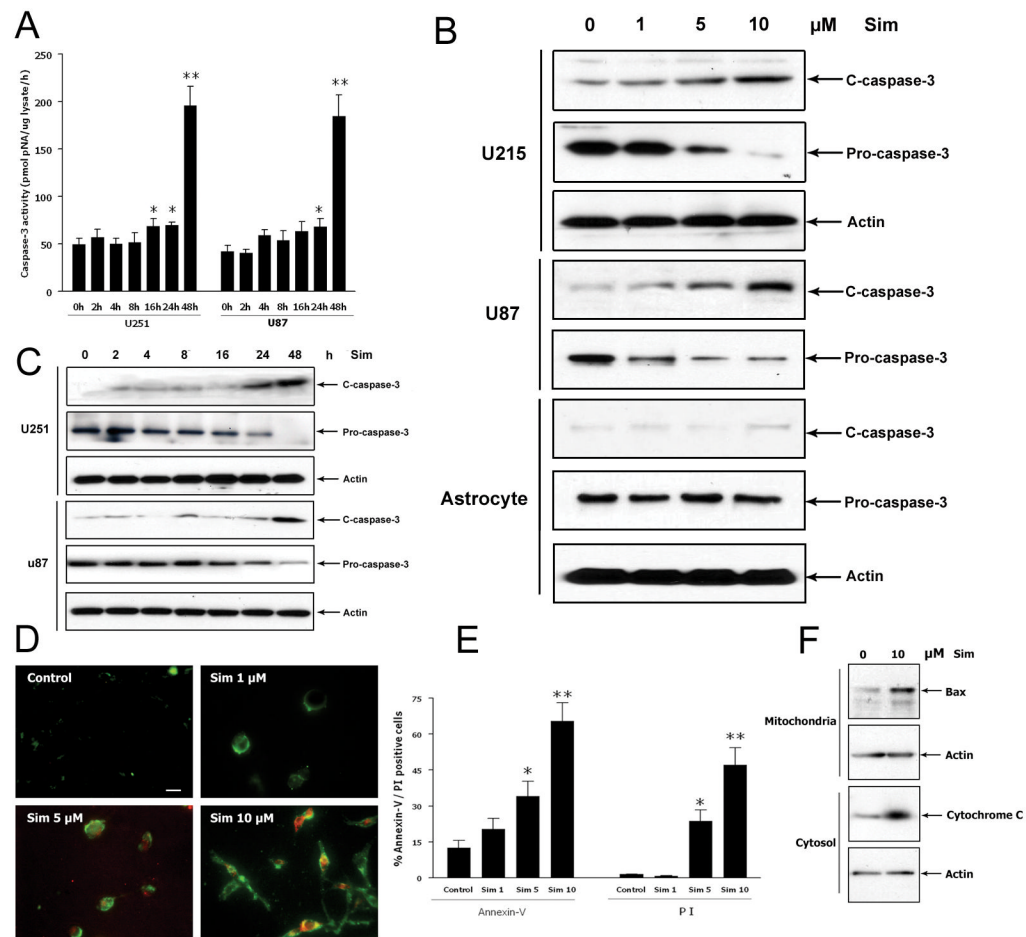 A
Caspase-3 activity (pmol pNA/ug lysate/h)
250
200
150
100
50
0
* * ** * **
0h 2h 4h 8h 16h 24h 48h 0h 2h 4h 8h 16h 24h 48h
U251 U87
B
0 1 5 10 µM Sim
U215
C-caspase-3
Pro-caspase-3
Actin
U87
C-caspase-3
Pro-caspase-3
Astrocyte
C-caspase-3
Pro-caspase-3
Actin
C
0 2 4 8 16 24 48 h Sim
U251
C-caspase-3
Pro-caspase-3
Actin
u87
C-caspase-3
Pro-caspase-3
Actin
D
Control
Sim 1 µM
Sim 5 µM
Sim 10 µM
E
% Annexin-V / PI positive cells
75
60
45
30
15
0
* ** * **
Control Sim 1 Sim 5 Sim 10 Control Sim 1 Sim 5 Sim 10
Annexin-V P I
F
0 10 µM Sim
Mitochondria
Bax
Actin
Cytosol
Cytochrome C
Actin